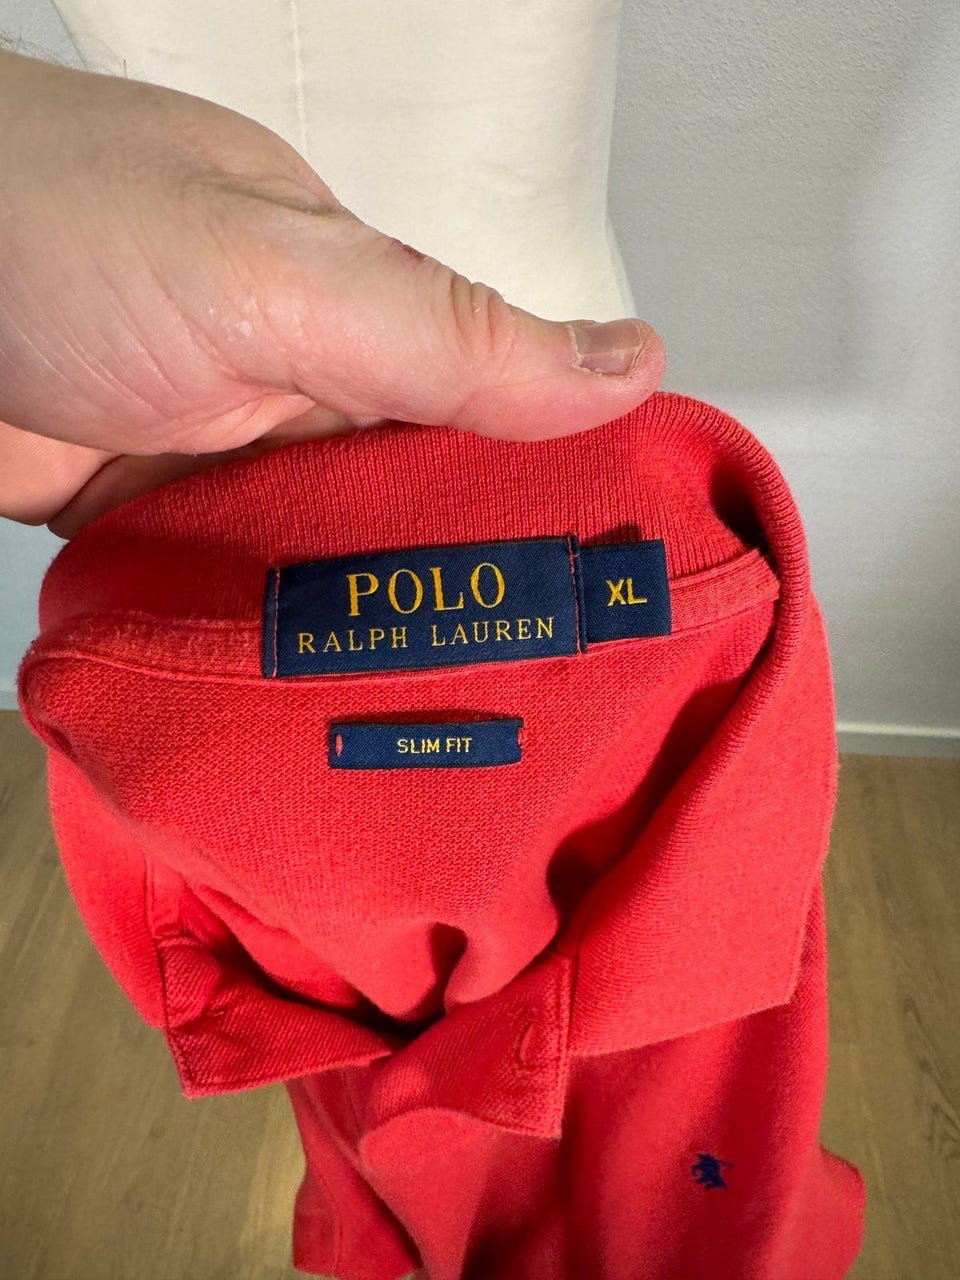 POLO
RALPH LAUREN
XL
SLIM FIT